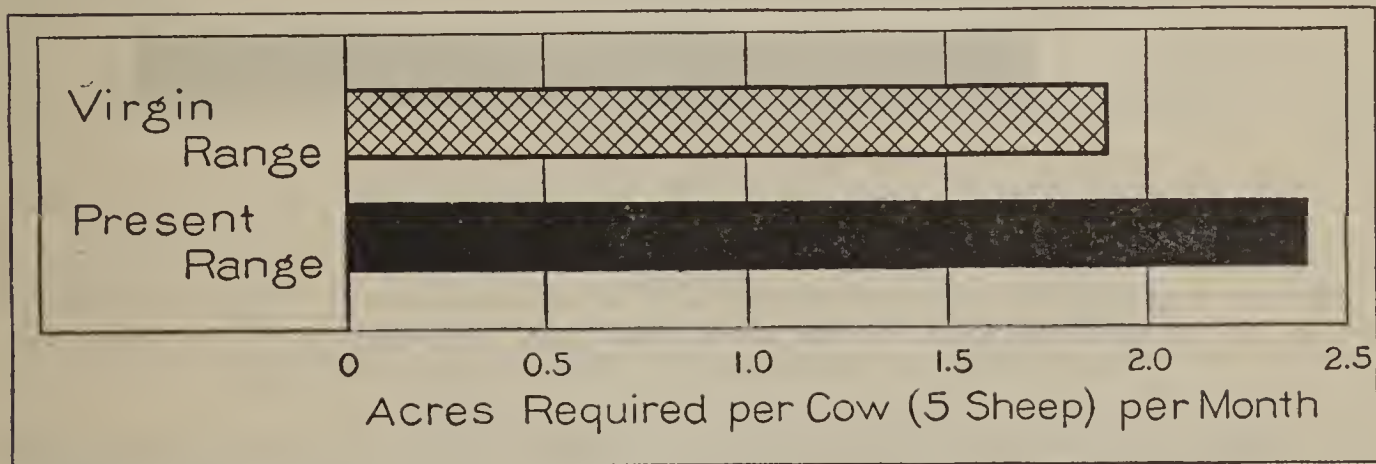 Virgin
Range
Present
Range
0 0.5 1.0 1.5 2.0 2.5
Acres Required per Cow (5 Sheep) per Month